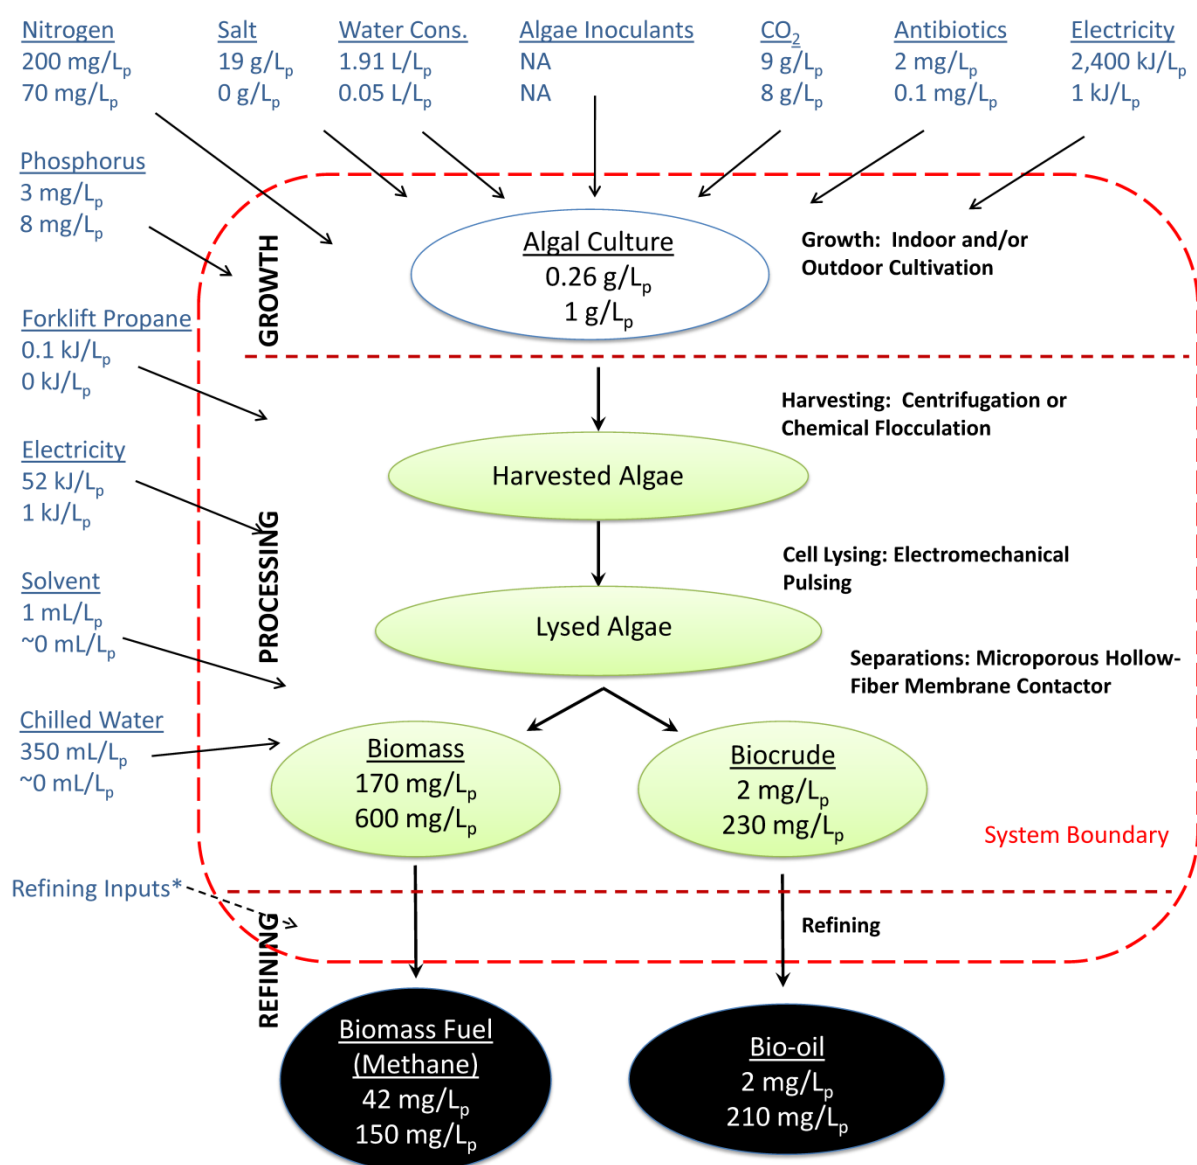 Nitrogen
200 mg/Lp
70 mg/Lp
Salt
19 g/Lp
0 g/Lp
Water Cons.
1.91 L/Lp
0.05 L/Lp
Algae Inoculants
NA
NA
CO2
9 g/Lp
8 g/Lp
Antibiotics
2 mg/Lp
0.1 mg/Lp
Electricity
2,400 kJ/Lp
1 kJ/Lp
Phosphorus
3 mg/Lp
8 mg/Lp
GROWTH
Algal Culture
0.26 g/Lp
1 g/Lp
Growth: Indoor and/or
Outdoor Cultivation
Forklift Propane
0.1 kJ/Lp
0 kJ/Lp
Harvesting: Centrifugation or
Chemical Flocculation
Electricity
52 kJ/Lp
1 kJ/Lp
Harvested Algae
PROCESSING
Cell Lysing: Electromechanical
Pulsing
Solvent
1 mL/Lp
~0 mL/Lp
Lysed Algae
Separations: Microporous Hollow-
Fiber Membrane Contactor
Chilled Water
350 mL/Lp
~0 mL/Lp
Biomass
170 mg/Lp
600 mg/Lp
Biocrude
2 mg/Lp
230 mg/Lp
System Boundary
Refining Inputs*
REFINING
Refining
Biomass Fuel
(Methane)
42 mg/Lp
150 mg/Lp
Bio-oil
2 mg/Lp
210 mg/Lp